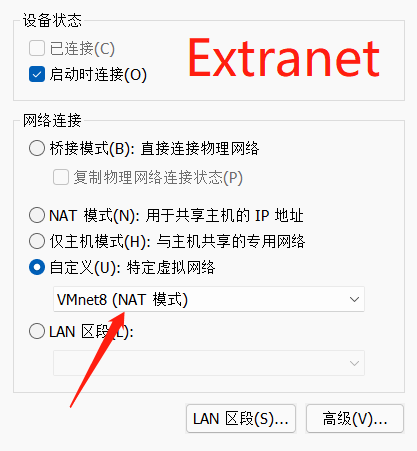 设备状态
已连接(C)
启动时连接(O)
Extranet
网络连接
桥接模式(B): 直接连接物理网络
复制物理网络连接状态(P)
NAT 模式(N): 用于共享主机的 IP 地址
仅主机模式(H): 与主机共享的专用网络
自定义(U): 特定虚拟网络
VMnet8 (NAT 模式)
LAN 区段(L):
LAN 区段(S)...
高级(V)...